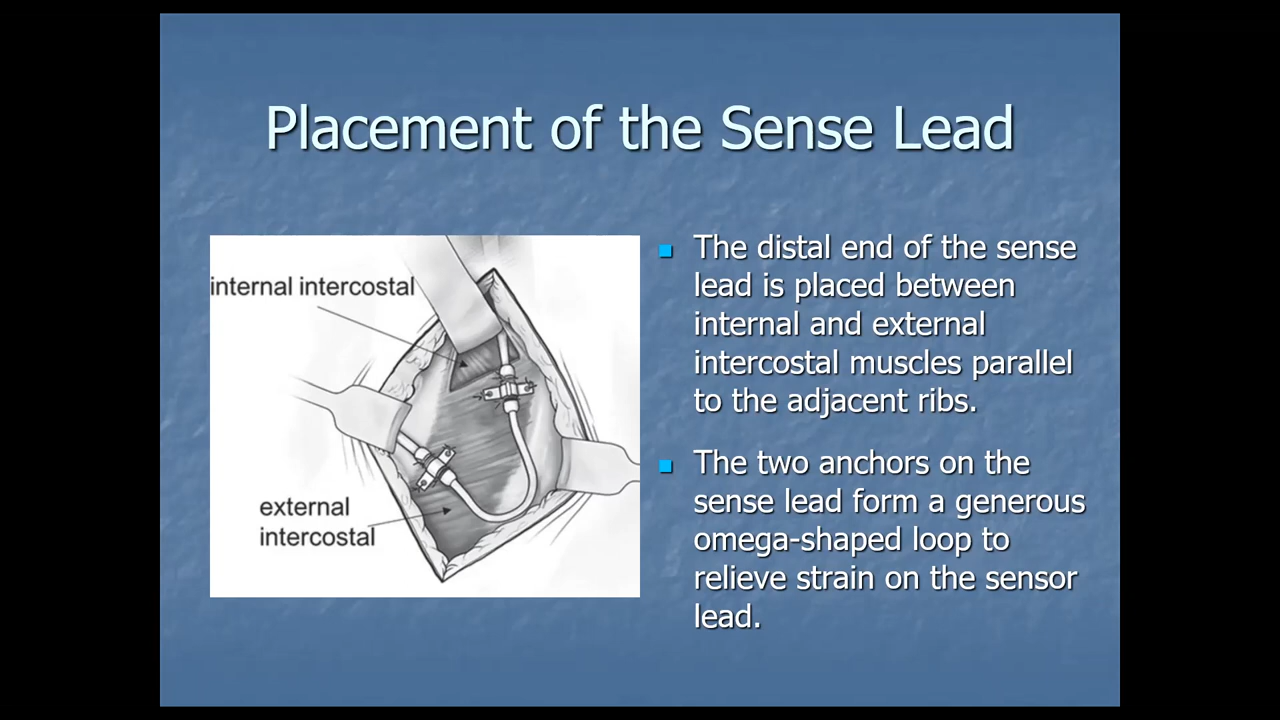 Placement of the Sense Lead
internal intercostal
external
intercostal
The distal end of the sense
lead is placed between
internal and external
intercostal muscles parallel
to the adjacent ribs.
The two anchors on the
sense lead form a generous
omega-shaped loop to
relieve strain on the sensor
lead.